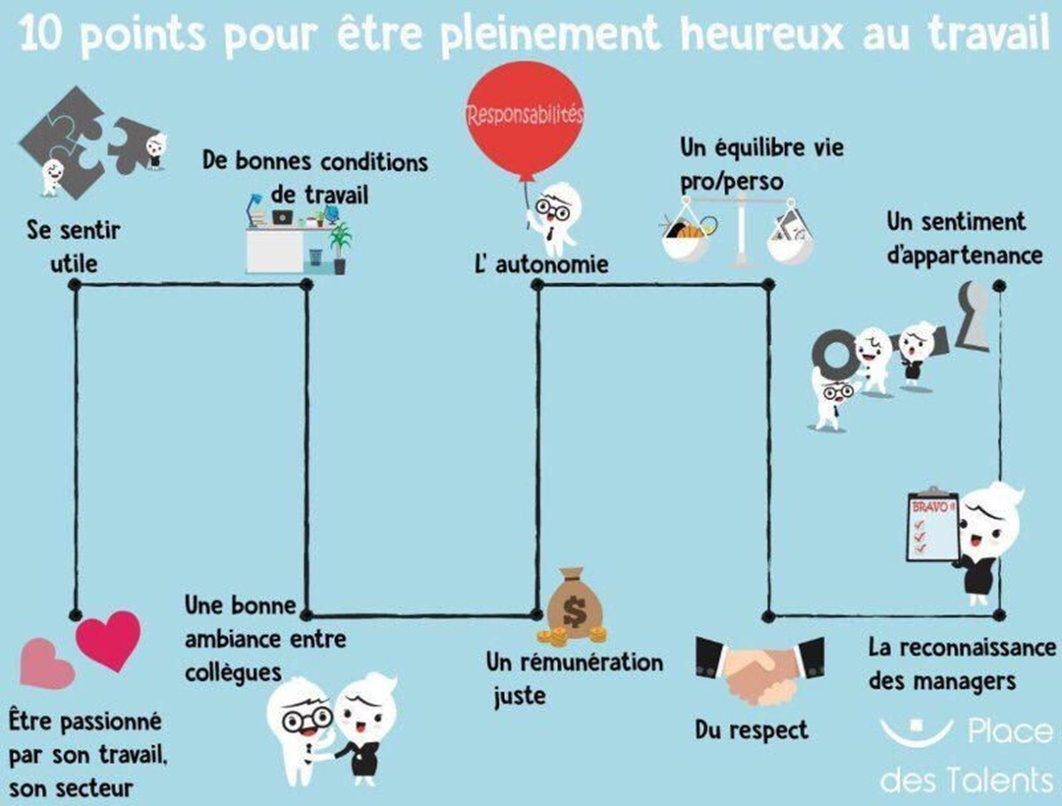 10 points pour être pleinement heureux au travail
Se sentir
utile
De bonnes conditions
de travail
Responsabilités
L' autonomie
Un équilibre vie
pro/perso
Un sentiment
d'appartenance
BRAVO !!
Être passionné
par son travail,
son secteur
Une bonne
ambiance entre
collègues
$
Un rémunération
juste
Du respect
La reconnaissance
des managers
Place
des Talents